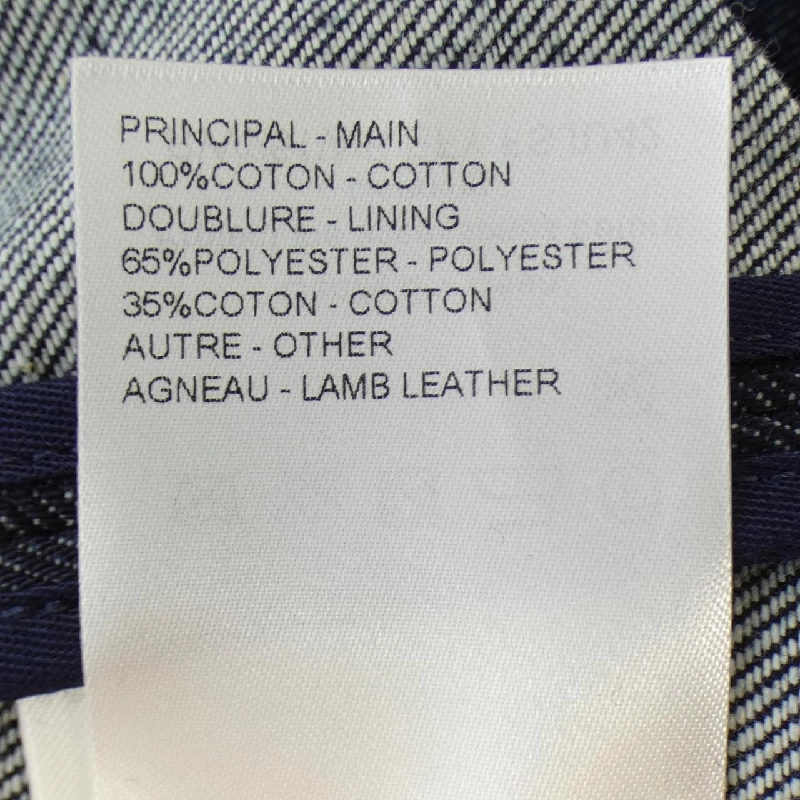 PRINCIPAL - MAIN
100%COTON - COTTON
DOUBLURE - LINING
65%POLYESTER - POLYESTER
35%COTON - COTTON
AUTRE - OTHER
AGNEAU - LAMB LEATHER